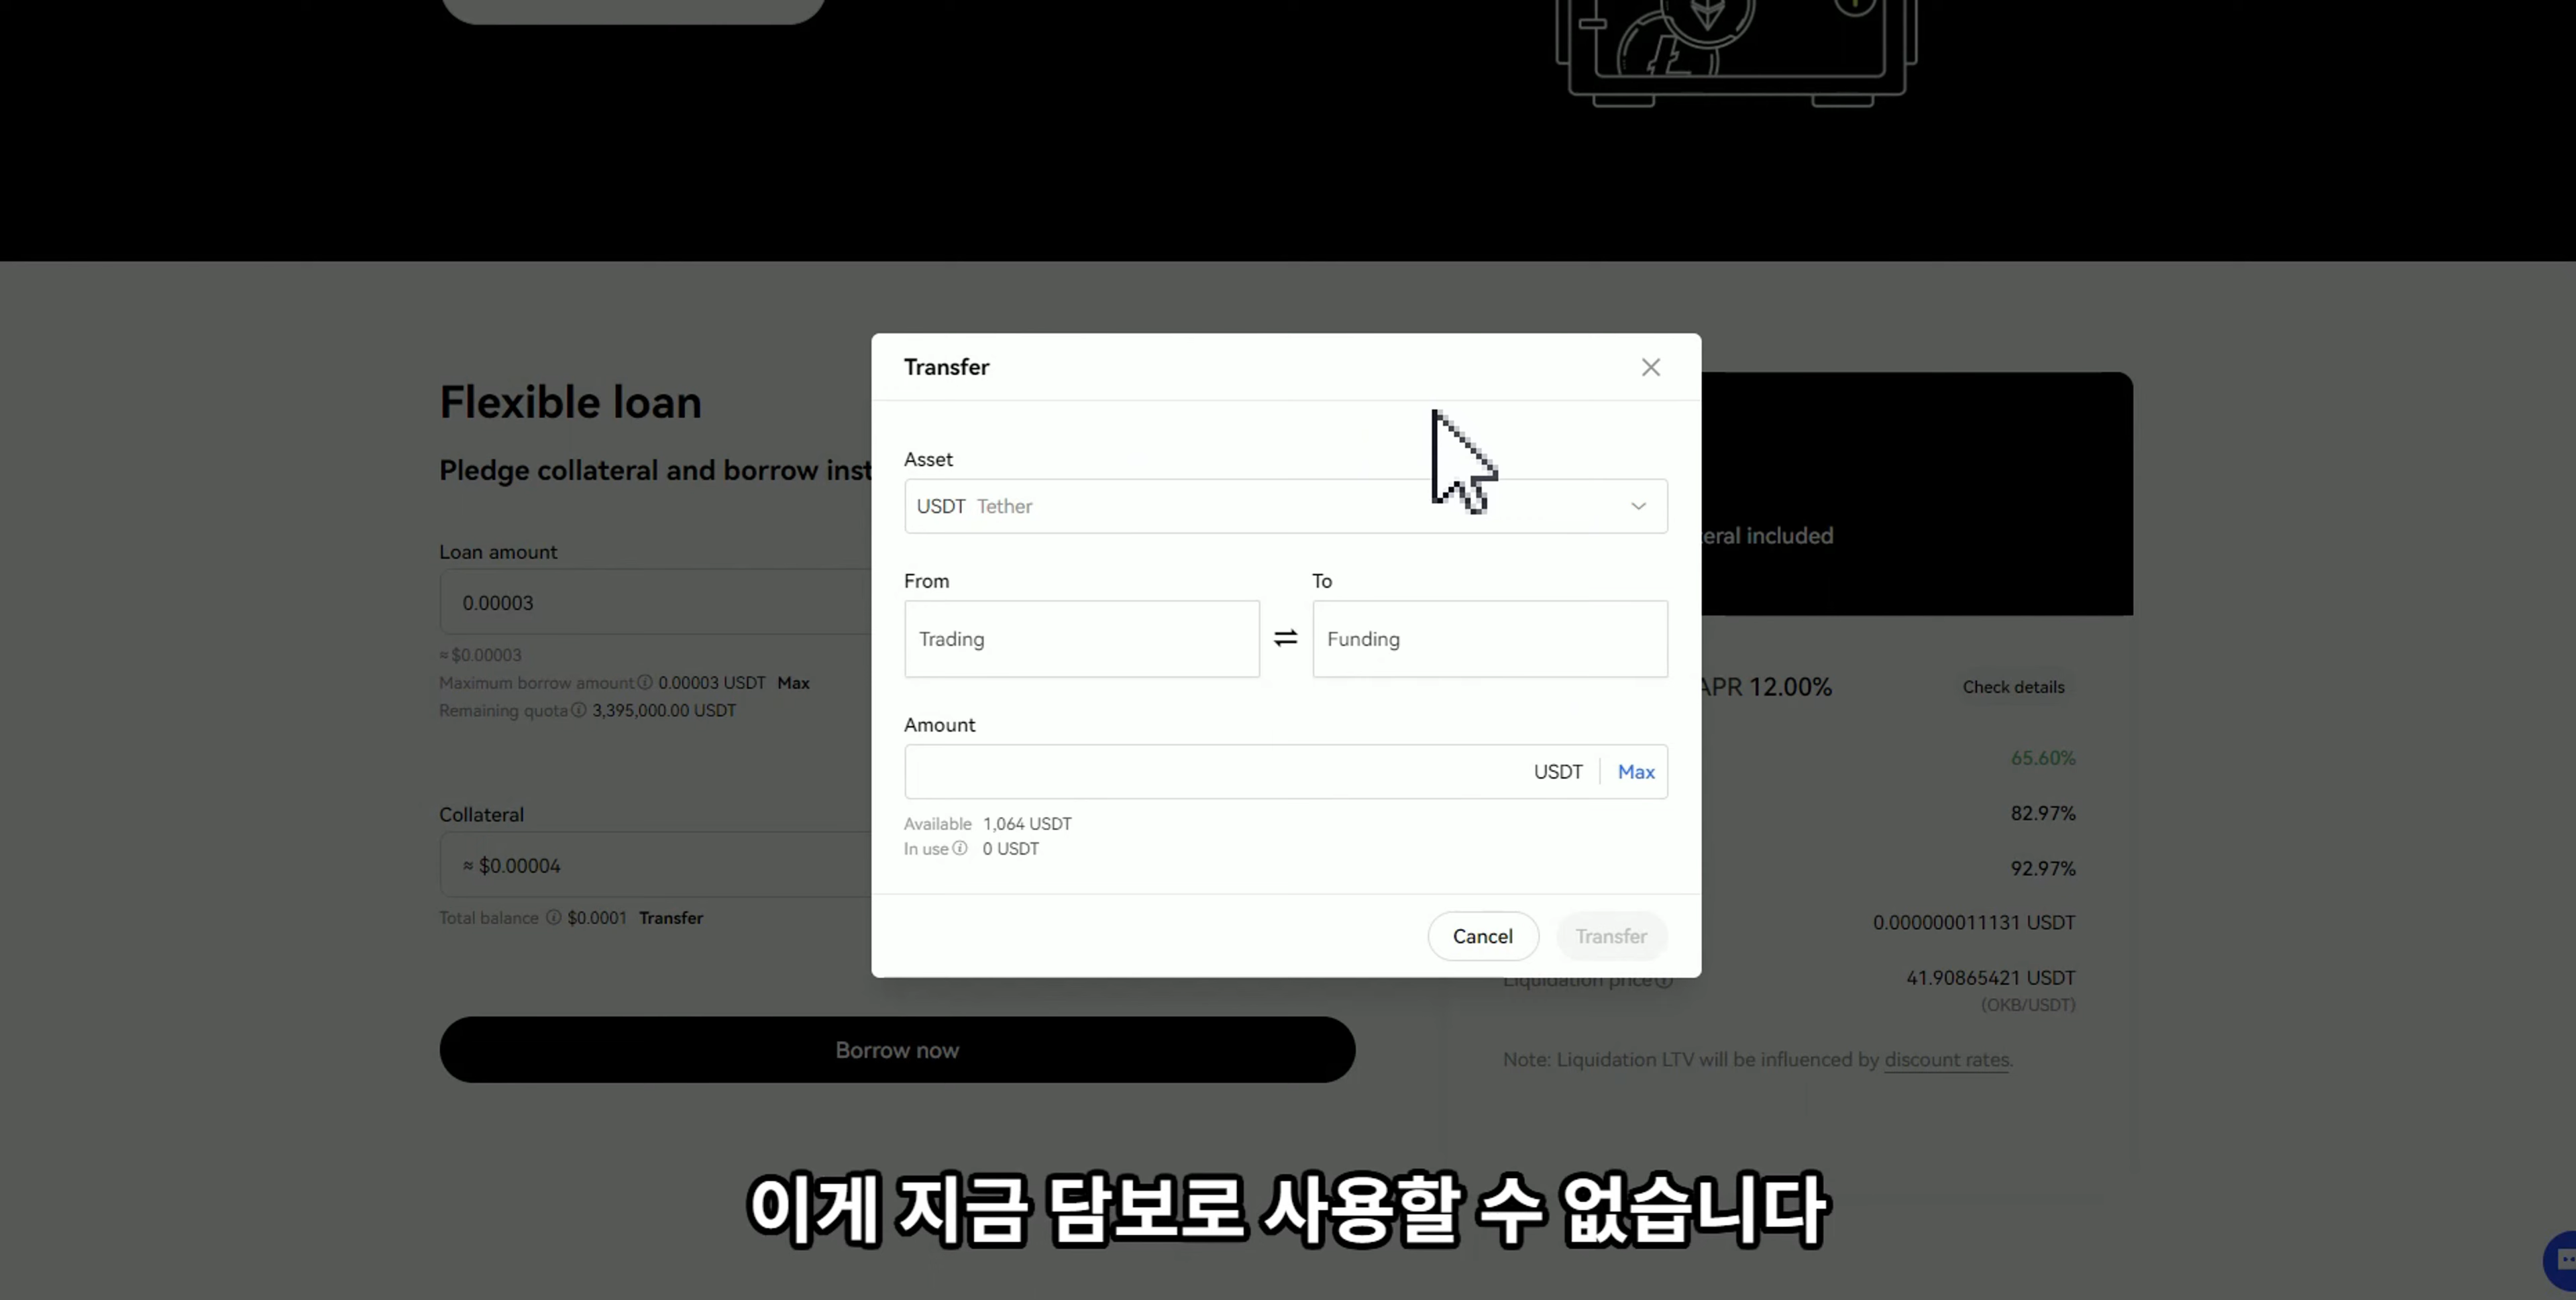 Transfer
Flexible loan
Pledge collateral and borrow inst
Asset
USDT Tether
eral included
Loan amount
0.00003
≈ $0.00003
Maximum borrow amount 0.00003 USDT Max
Remaining quota 3,395,000.00 USDT
From
To
Trading
Funding
APR 12.00%
Check details
Amount
USDT Max
65.60%
82.97%
92.97%
Available 1,064 USDT
In use 0 USDT
Collateral
≈ $0.00004
Total balance $0.0001 Transfer
Cancel
Transfer
0.000000011131 USDT
Liquidation price
41.90865421 USDT
(OKB/USDT)
Borrow now
Note: Liquidation LTV will be influenced by discount rates.
이게 지금 담보로 사용할 수 없습니다